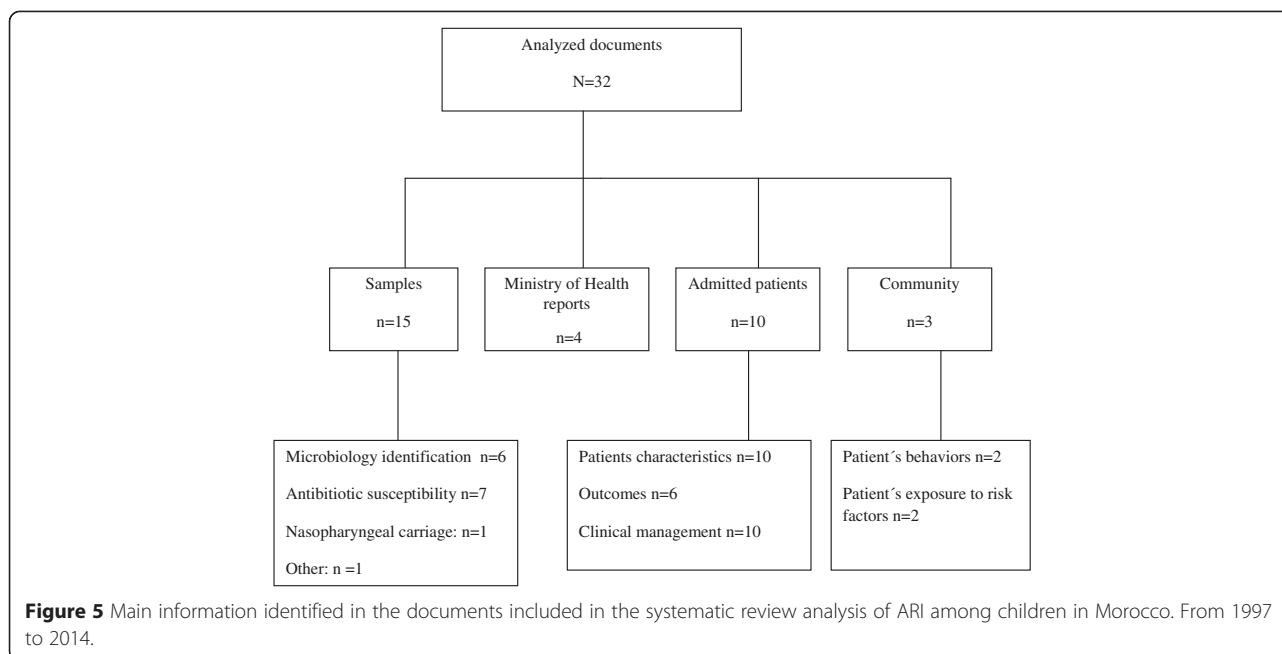 Analyzed documents
N=32
Samples
n=15
Ministry of Health
reports
n=4
Admitted patients
n=10
Community
n=3
Microbiology identification n=6
Antibitiotic susceptibility n=7
Nasopharyngeal carriage: n=1
Other: n =1
Patients characteristics n=10
Outcomes n=6
Clinical management n=10
Patient´s behaviors n=2
Patient´s exposure to risk
factors n=2
Figure 5 Main information identified in the documents included in the systematic review analysis of ARI among children in Morocco. From 1997
to 2014.